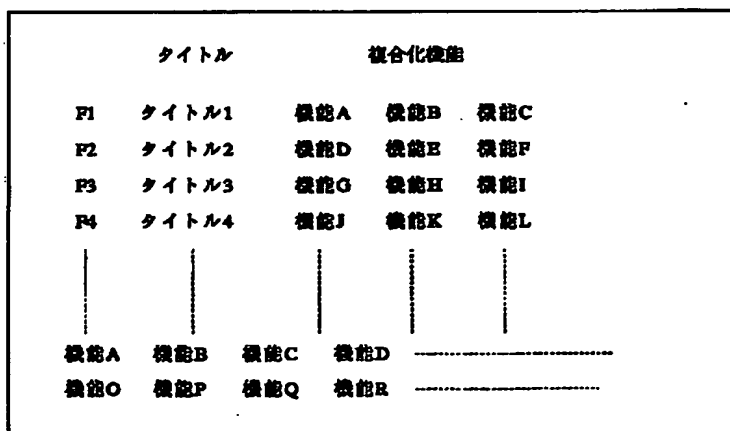 タイトル 複合化機能
F1 タイトル1 機能A 機能B 機能C
F2 タイトル2 機能D 機能E 機能F
F3 タイトル3 機能G 機能H 機能I
F4 タイトル4 機能J 機能K 機能L
機能A 機能B 機能C 機能D
機能O 機能P 機能Q 機能R